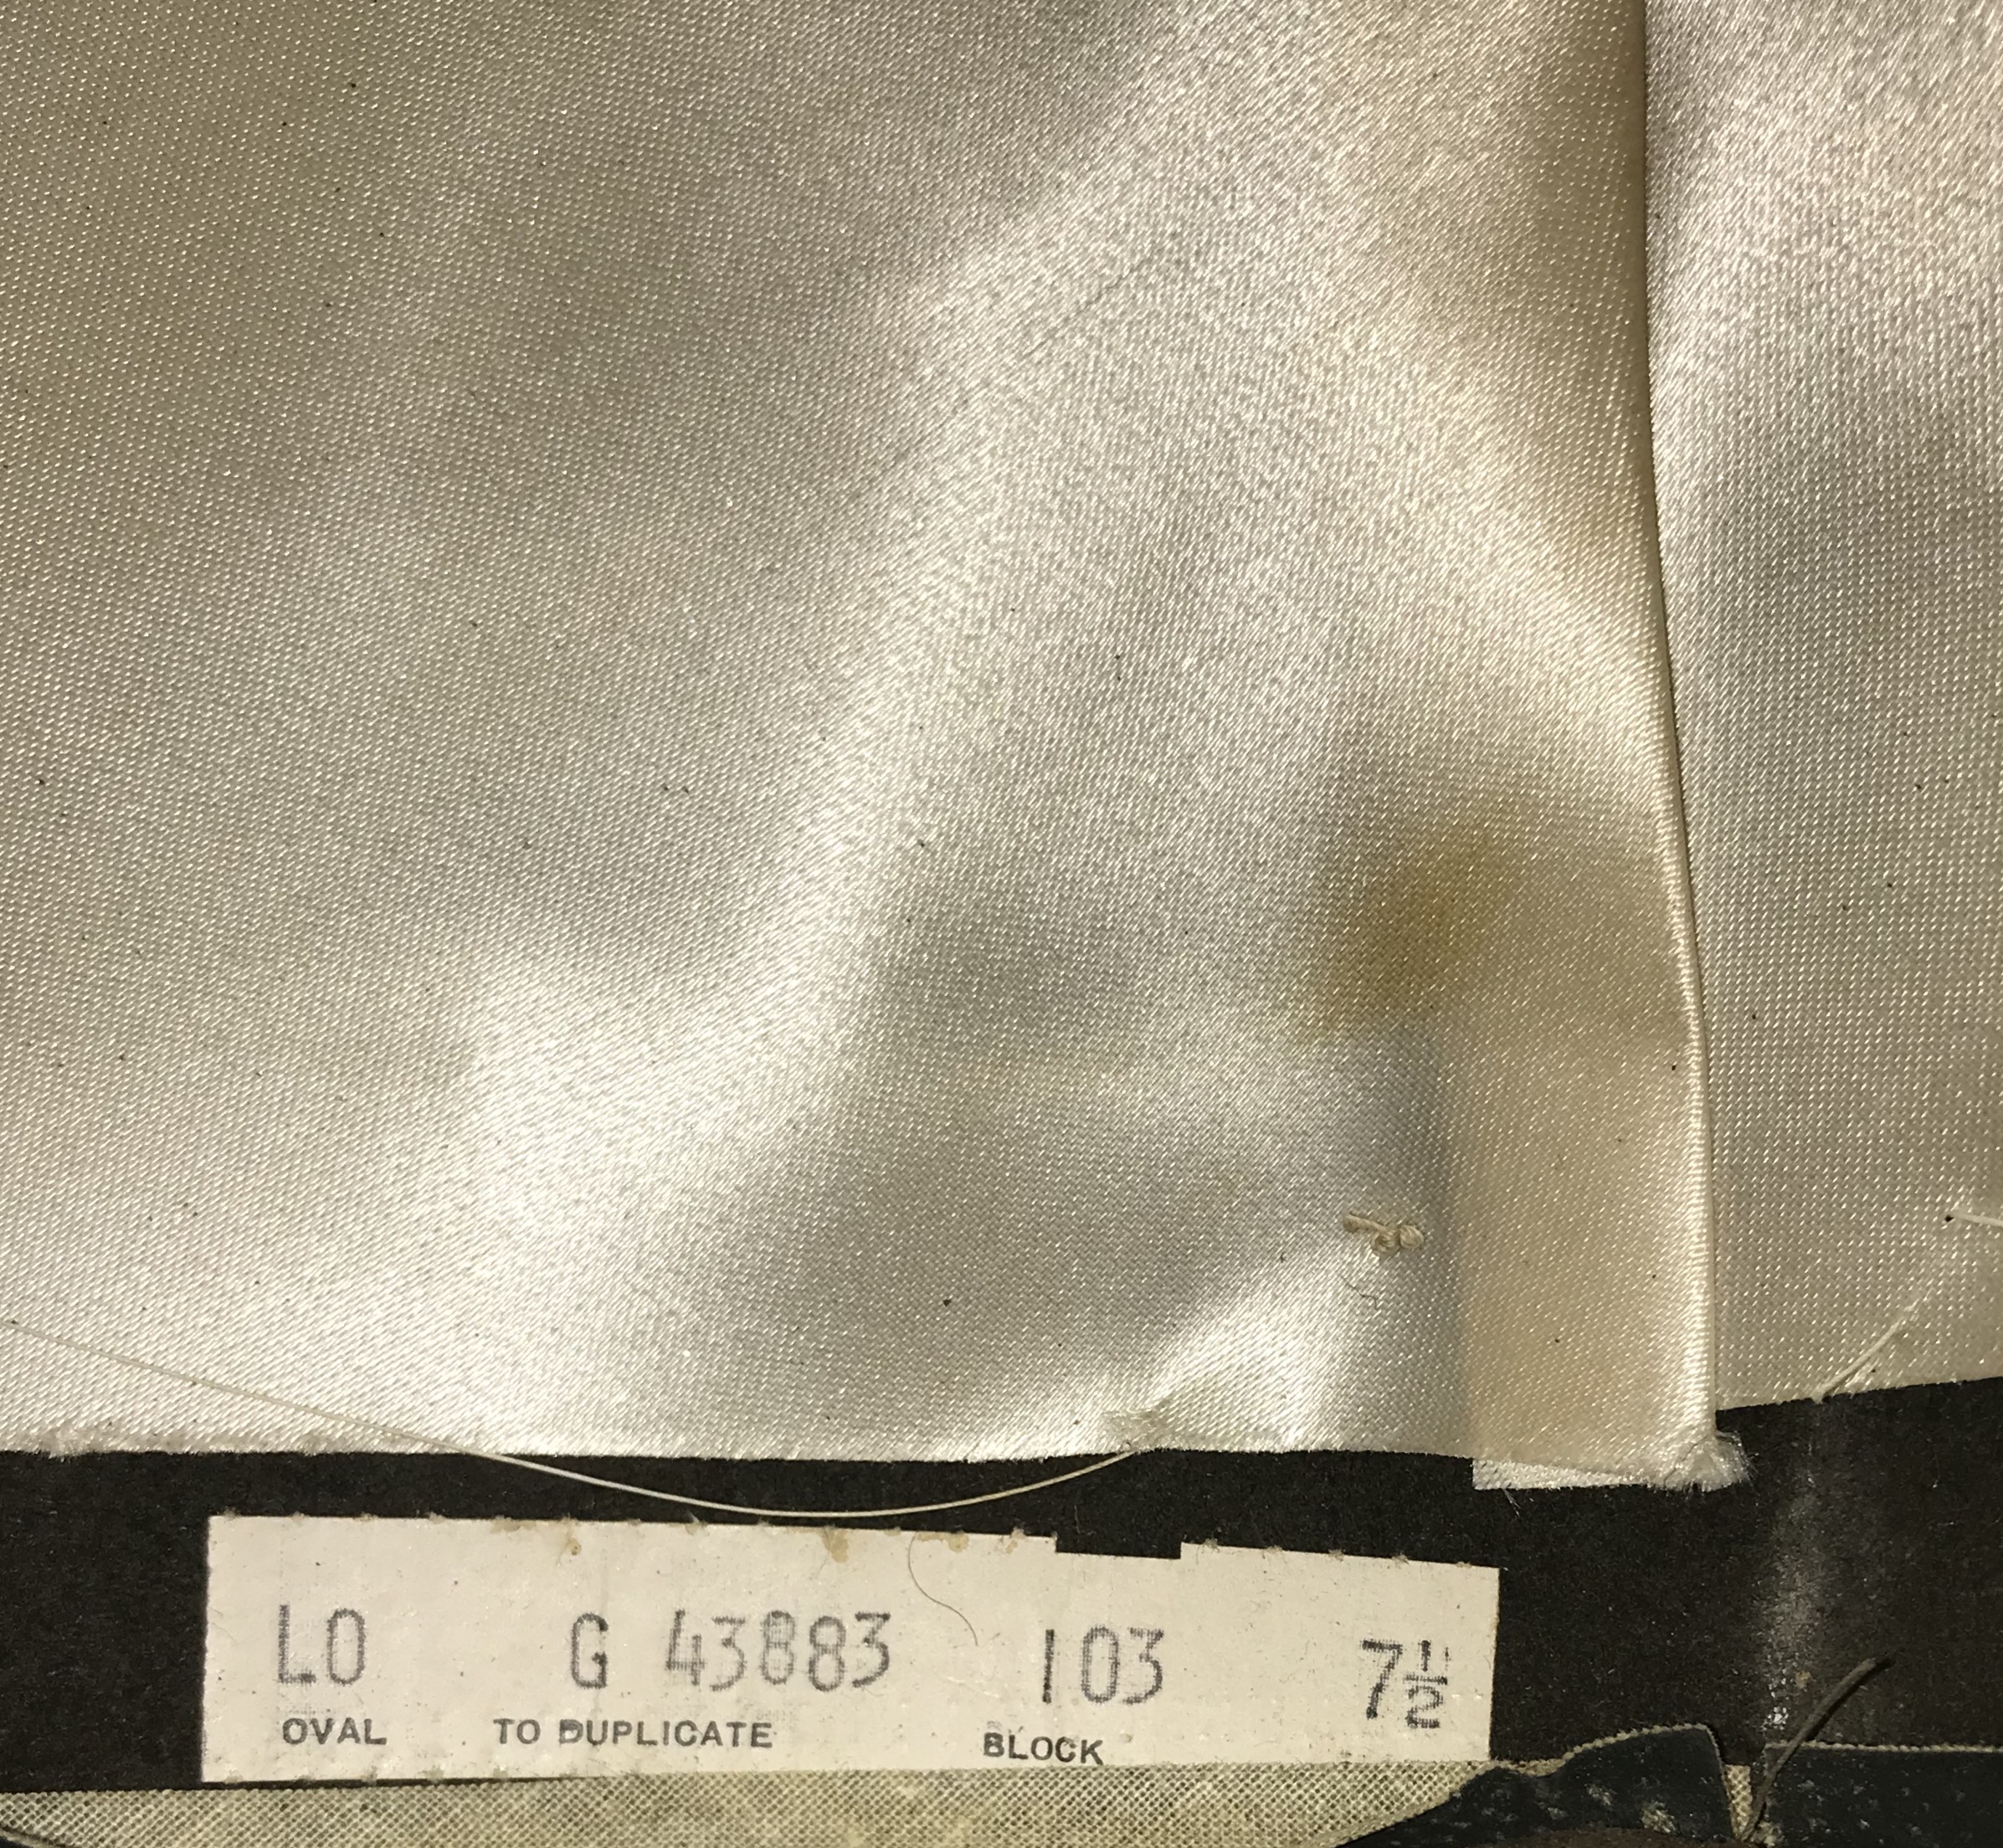 LO G 43883 103 7½
OVAL TO DUPLICATE BLOCK